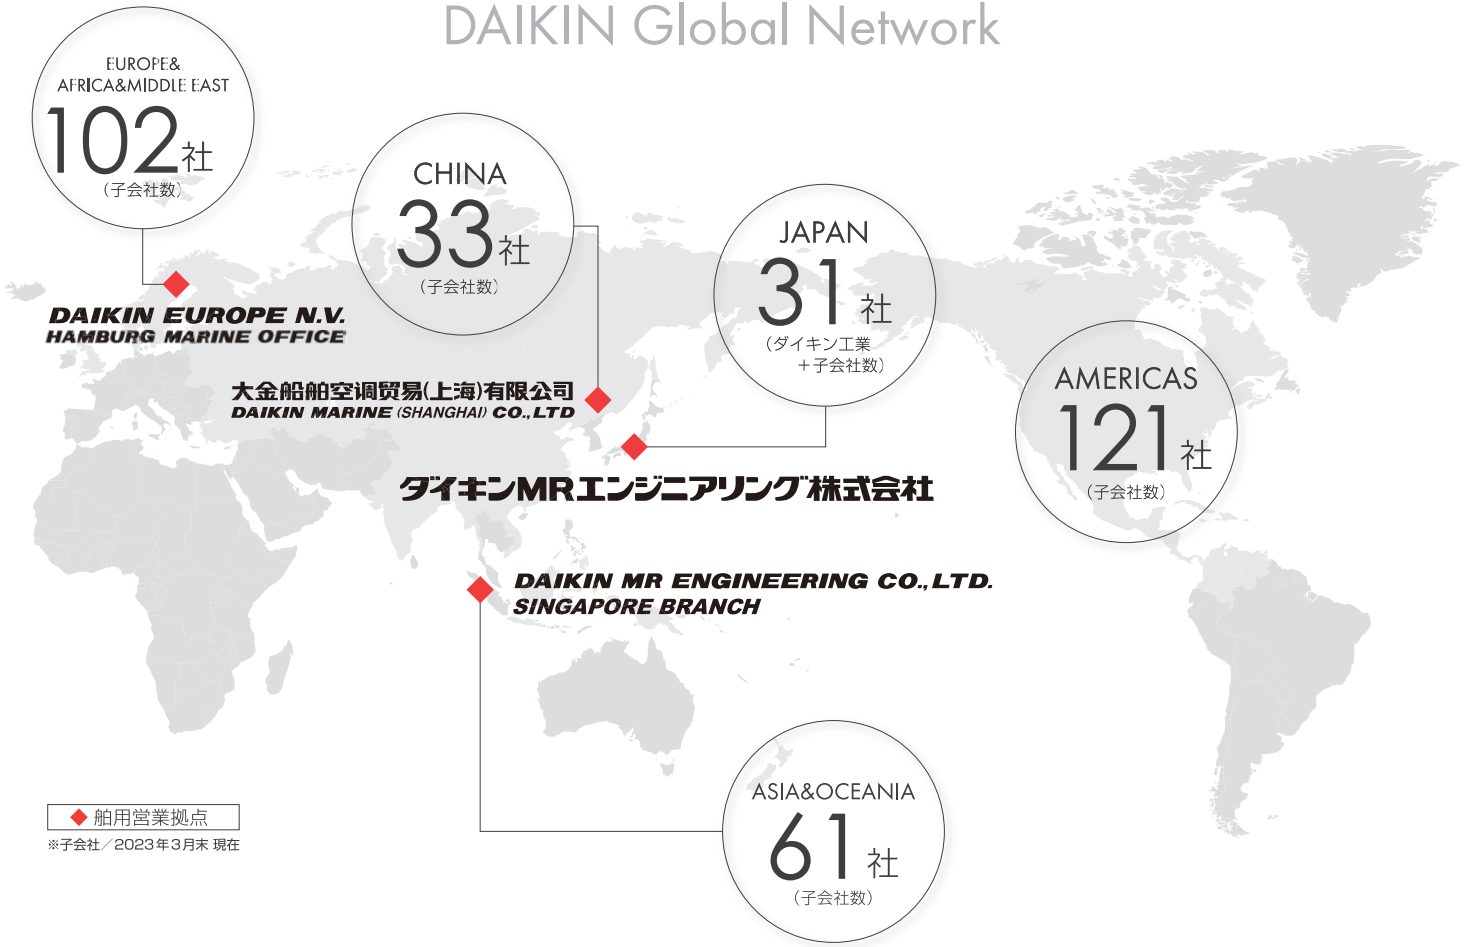 DAIKIN Global Network
EUROPE&
AFRICA&MIDDLE EAST
102社
(子会社数)
DAIKIN EUROPE N.V.
HAMBURG MARINE OFFICE
CHINA
33社
(子会社数)
大金船舶空调贸易(上海)有限公司
DAIKIN MARINE (SHANGHAI) CO.,LTD
JAPAN
31社
(ダイキン工業
+子会社数)
ダイキンMRエンジニアリング株式会社
AMERICAS
121社
(子会社数)
DAIKIN MR ENGINEERING CO.,LTD.
SINGAPORE BRANCH
ASIA&OCEANIA
61社
(子会社数)
舶用営業拠点
※子会社/2023年3月末 現在